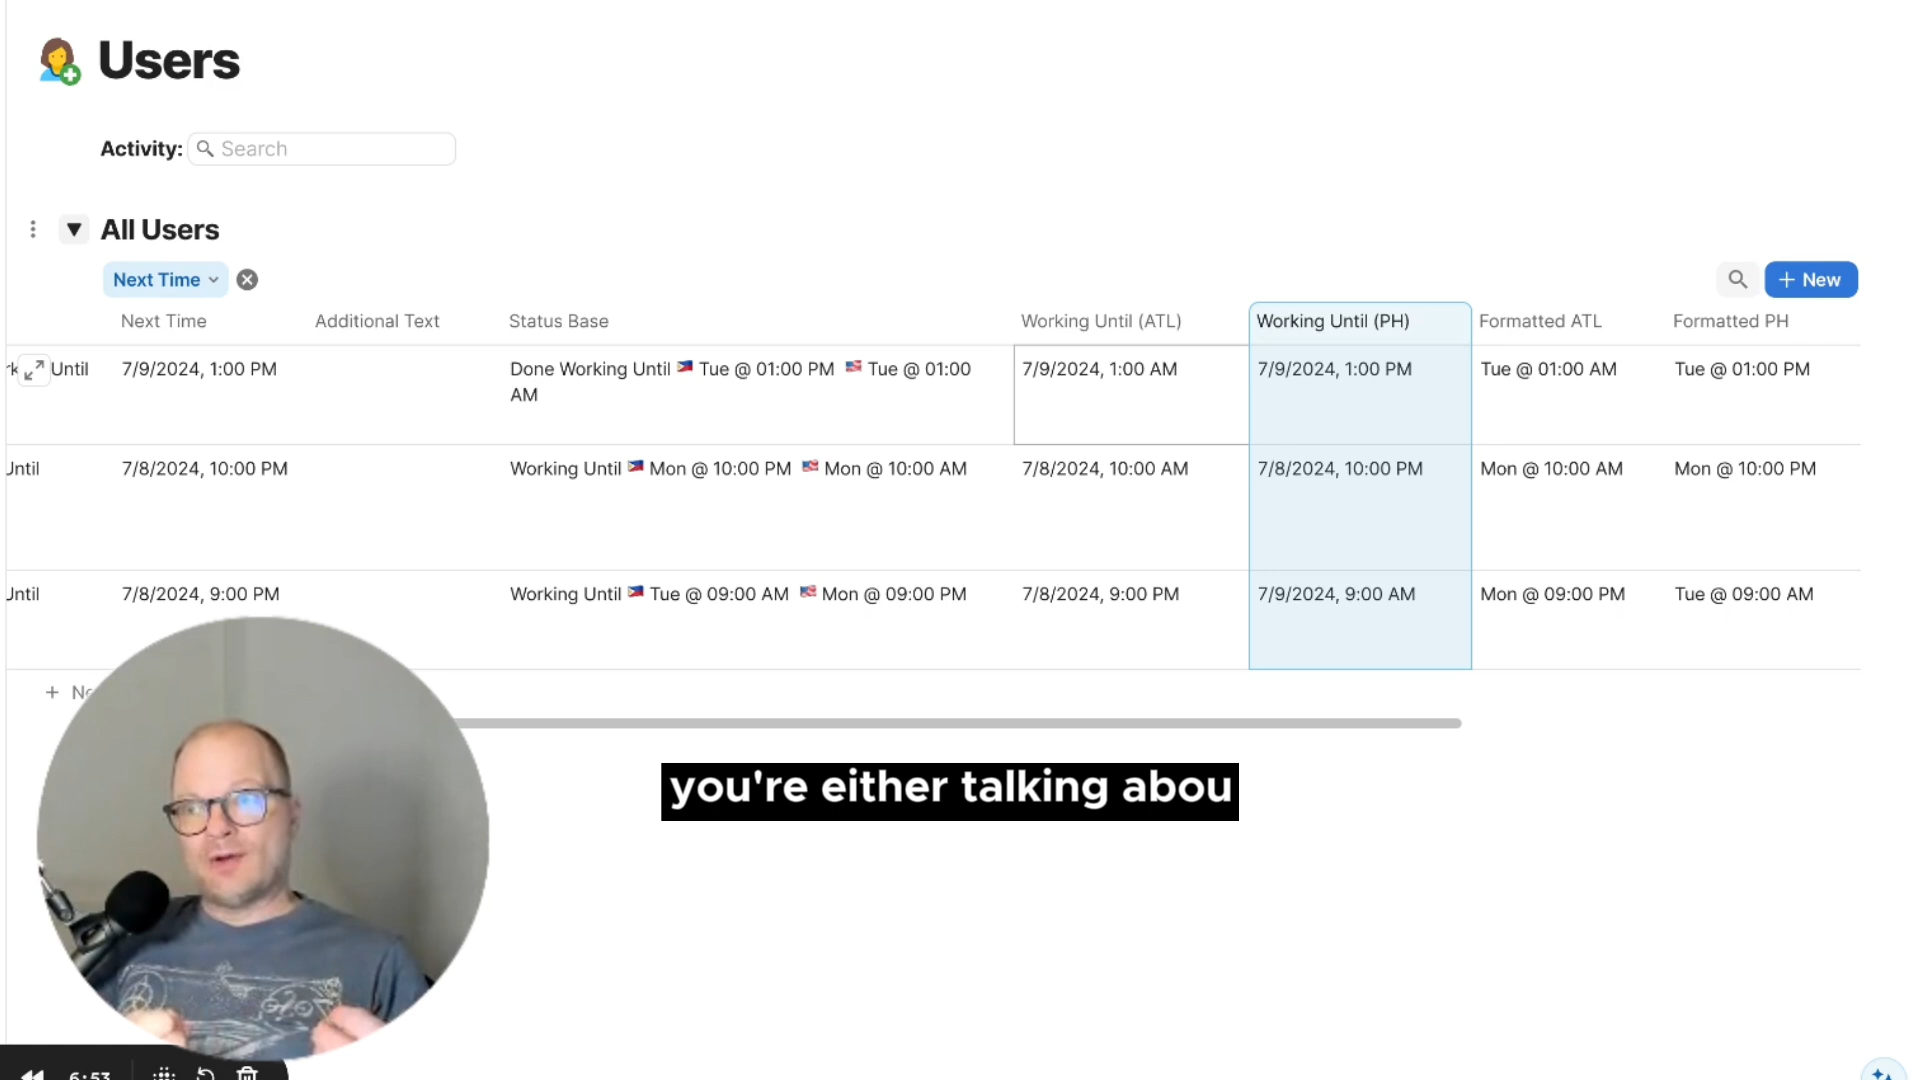 Users
Activity: Search
All Users
Next Time
+ New
Next Time Additional Text Status Base Working Until (ATL) Working Until (PH) Formatted ATL Formatted PH
Until 7/9/2024, 1:00 PM Done Working Until Tue @ 01:00 PM Tue @ 01:00 7/9/2024, 1:00 AM 7/9/2024, 1:00 PM Tue @ 01:00 AM Tue @ 01:00 PM
AM
Until 7/8/2024, 10:00 PM Working Until Mon @ 10:00 PM Mon @ 10:00 AM 7/8/2024, 10:00 AM 7/8/2024, 10:00 PM Mon @ 10:00 AM Mon @ 10:00 PM
Until 7/8/2024, 9:00 PM Working Until Tue @ 09:00 AM Mon @ 09:00 PM 7/8/2024, 9:00 PM 7/9/2024, 9:00 AM Mon @ 09:00 PM Tue @ 09:00 AM
+
you're either talking abou
6:53